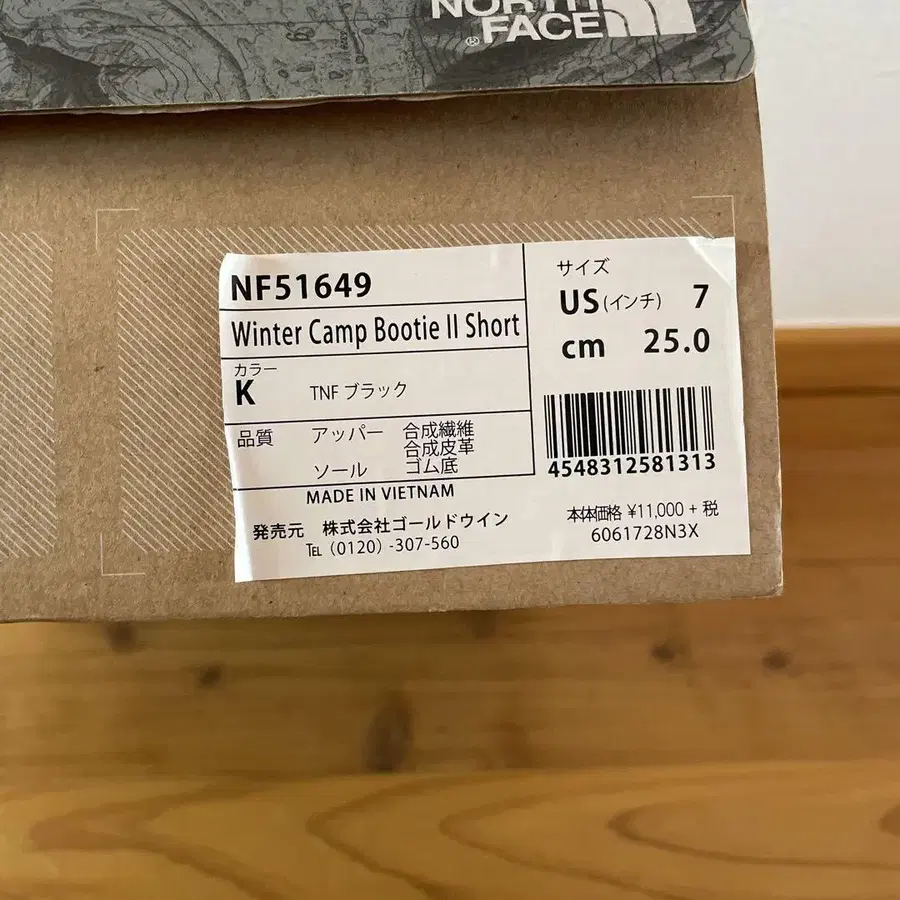 NORTH
FACE
®
NF51649
Winter Camp Bootie II Short
カラー
K TNF ブラック
品質 アッパー 合成繊維
合成皮革
ソール ゴム底
MADE IN VIETNAM
発売元 株式会社ゴールドウイン
TEL (0120) -307-560
サイズ
US (インチ) 7
cm 25.0
4548312581313
本体価格 ¥11,000 + 税
6061728N3X